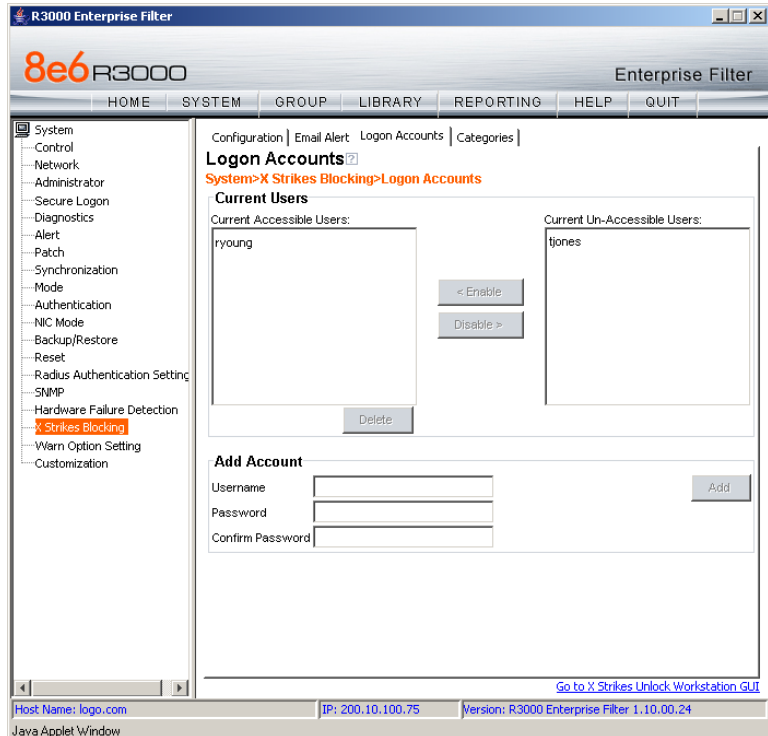 R3000 Enterprise Filter
8e6 R3000
Enterprise Filter
HOME SYSTEM GROUP LIBRARY REPORTING HELP QUIT
System
Control
Network
Administrator
Secure Logon
Diagnostics
Alert
Patch
Synchronization
Mode
Authentication
NIC Mode
Backup/Restore
Reset
Radius Authentication Setting
SNMP
Hardware Failure Detection
X Strikes Blocking
Warn Option Setting
Customization
Configuration Email Alert Logon Accounts Categories
Logon Accounts ?
System>X Strikes Blocking>Logon Accounts
Current Users
Current Accessible Users: Current Un-Accessible Users:
ryoung tjones
< Enable
Disable >
Delete
Add Account
Username Add
Password
Confirm Password
Go to X Strikes Unlock Workstation GUI
Host Name: logo.com IP: 200.10.100.75 Version: R3000 Enterprise Filter 1.10.00.24
Java Applet Window